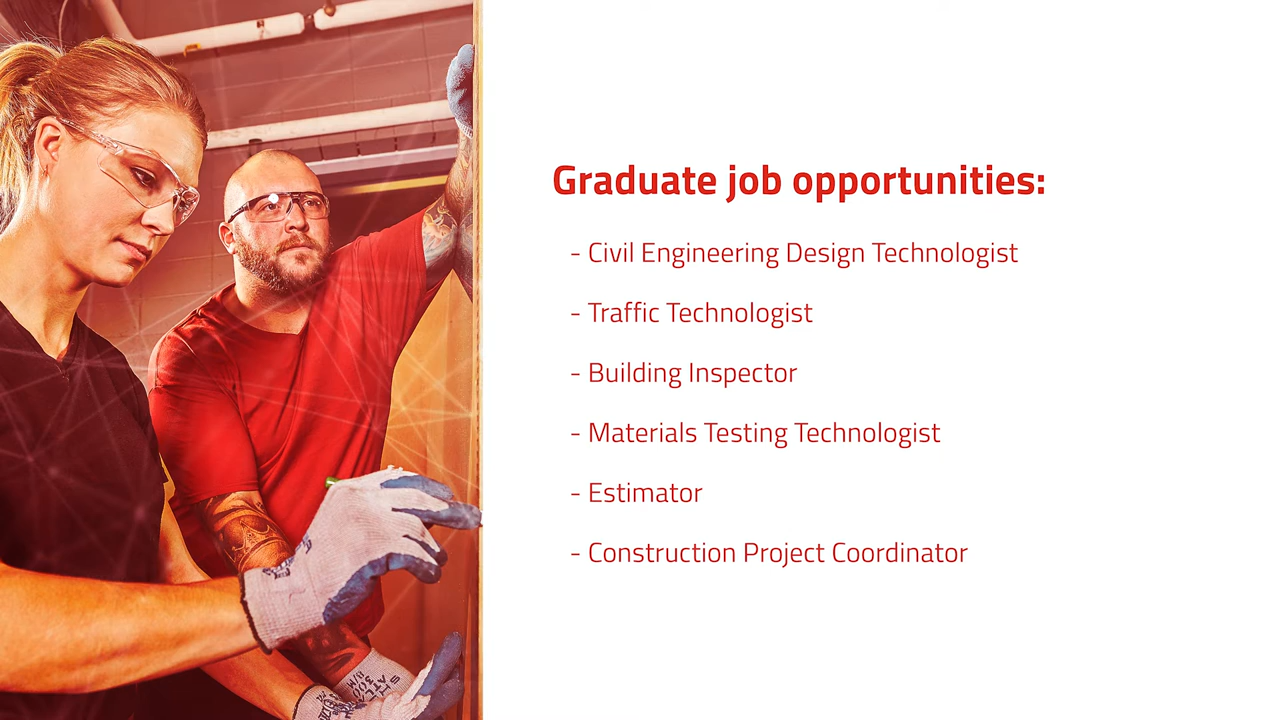 Graduate job opportunities:
- Civil Engineering Design Technologist
- Traffic Technologist
- Building Inspector
- Materials Testing Technologist
- Estimator
- Construction Project Coordinator